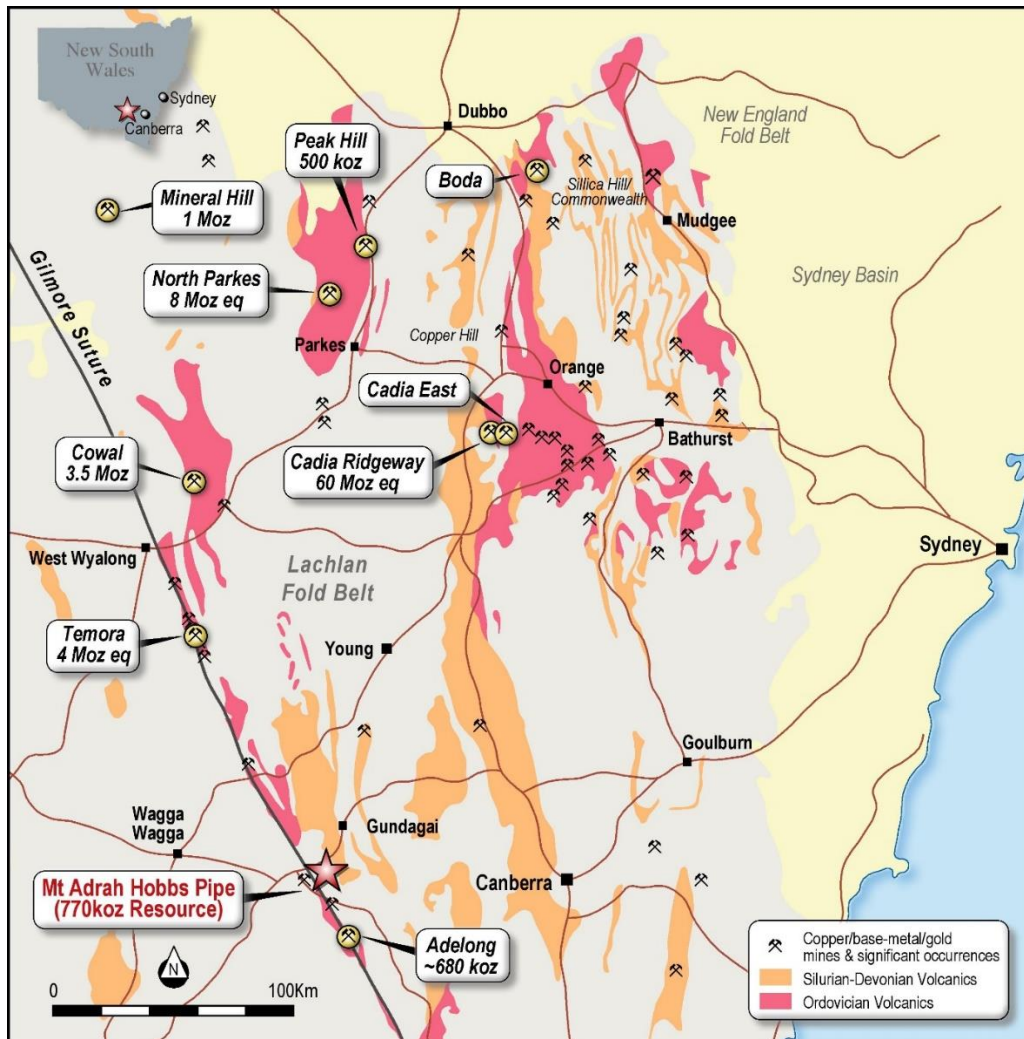 New South
Wales
Sydney
Canberra
Dubbo
New England
Fold Belt
Peak Hill
500 koz
Boda
Sillica Hill/
Commonwealth
Mineral Hill
1 Moz
Mudgee
Gilmore Suture
North Parkes
8 Moz eq
Sydney Basin
Parkes
Copper Hill
Orange
Cadia East
Bathurst
Cowal
3.5 Moz
Cadia Ridgeway
60 Moz eq
West Wyalong
Sydney
Lachlan
Fold Belt
Temora
4 Moz eq
Young
Goulburn
Wagga
Wagga
Gundagai
Canberra
Mt Adrah Hobbs Pipe
(770koz Resource)
Adelong
~680 koz
N
0
100Km
Copper/base-metal/gold
mines & significant occurrences
Silurian-Devonian Volcanics
Ordovician Volcanics